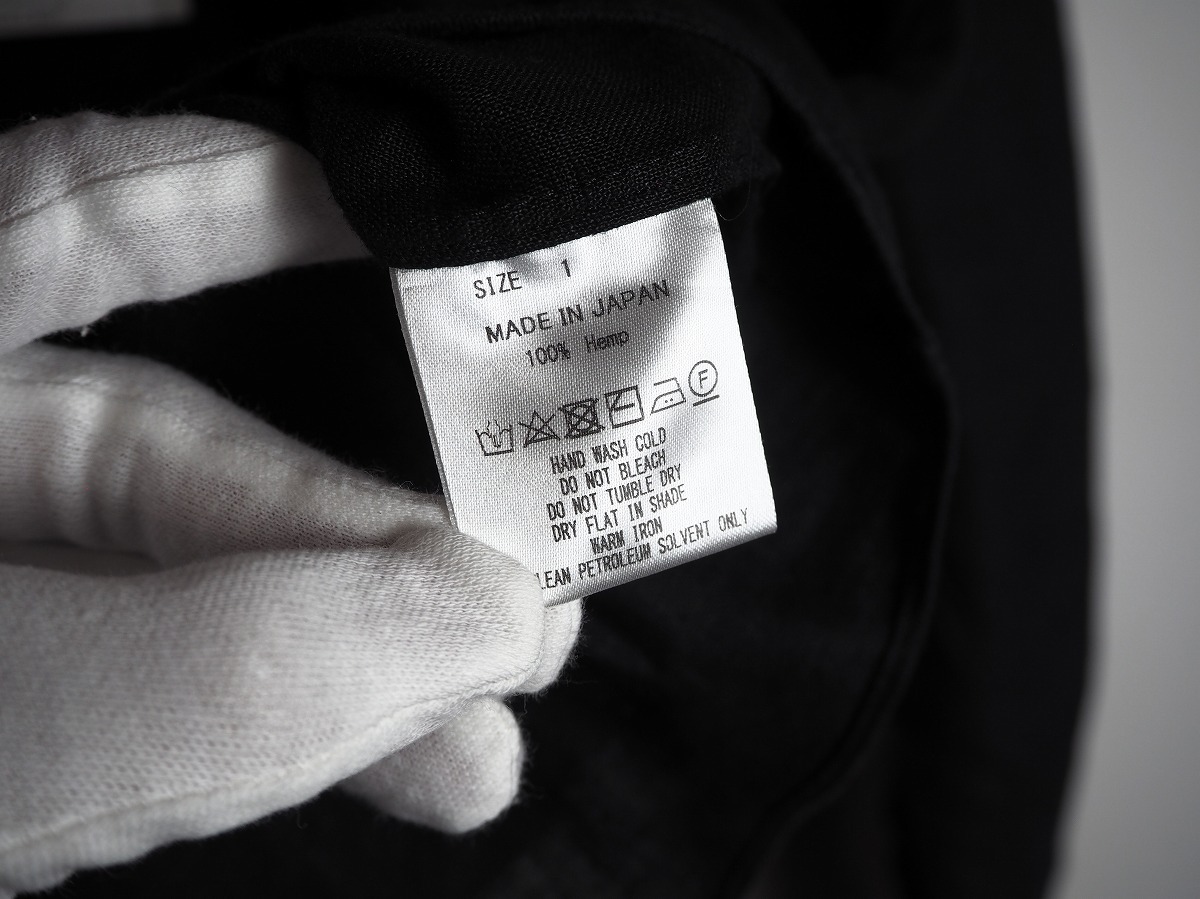 SIZE 1
MADE IN JAPAN
100% Hemp
F
HAND WASH COLD
DO NOT BLEACH
DO NOT TUMBLE DRY
DRY FLAT IN SHADE
WARM IRON
LEAN PETROLEUM SOLVENT ONLY